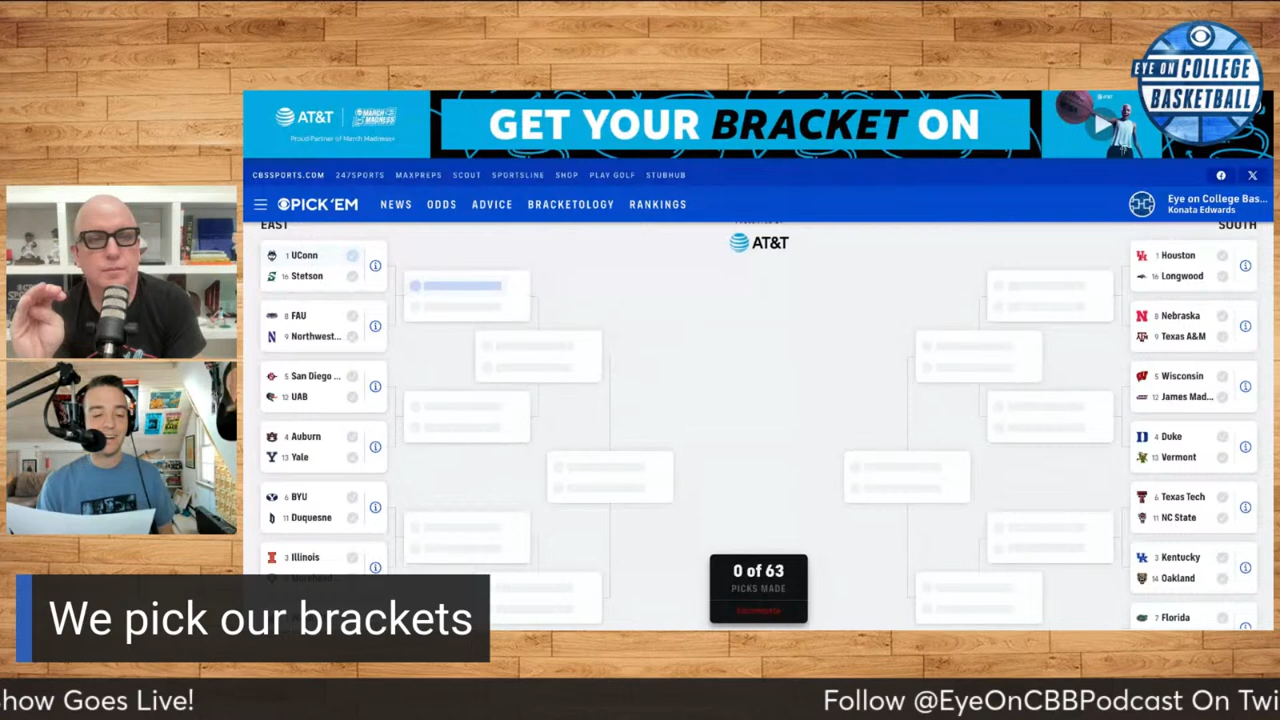 EYE ON COLLEGE
BASKETBALL
AT&T
Proud Partner of March Madness
GET YOUR BRACKET ON
CBSSPORTS.COM 247SPORTS MAXPREPS SCOUT SPORTSLINE SHOP PLAY GOLF STUBHUB
PICK'EM NEWS ODDS ADVICE BRACKETOLOGY RANKINGS
Eye on College Bas...
Konata Edwards
EAST
1 UConn
16 Stetson
8 FAU
9 Northwest...
5 San Diego ...
12 UAB
4 Auburn
13 Yale
6 BYU
11 Duquesne
3 Illinois
AT&T
0 of 63
PICKS MADE
SOUTH
1 Houston
16 Longwood
8 Nebraska
9 Texas A&M
5 Wisconsin
12 James Mad...
4 Duke
13 Vermont
6 Texas Tech
11 NC State
3 Kentucky
14 Oakland
7 Florida
We pick our brackets
Show Goes Live!
Follow @EyeOnCBBPodcast On Twi